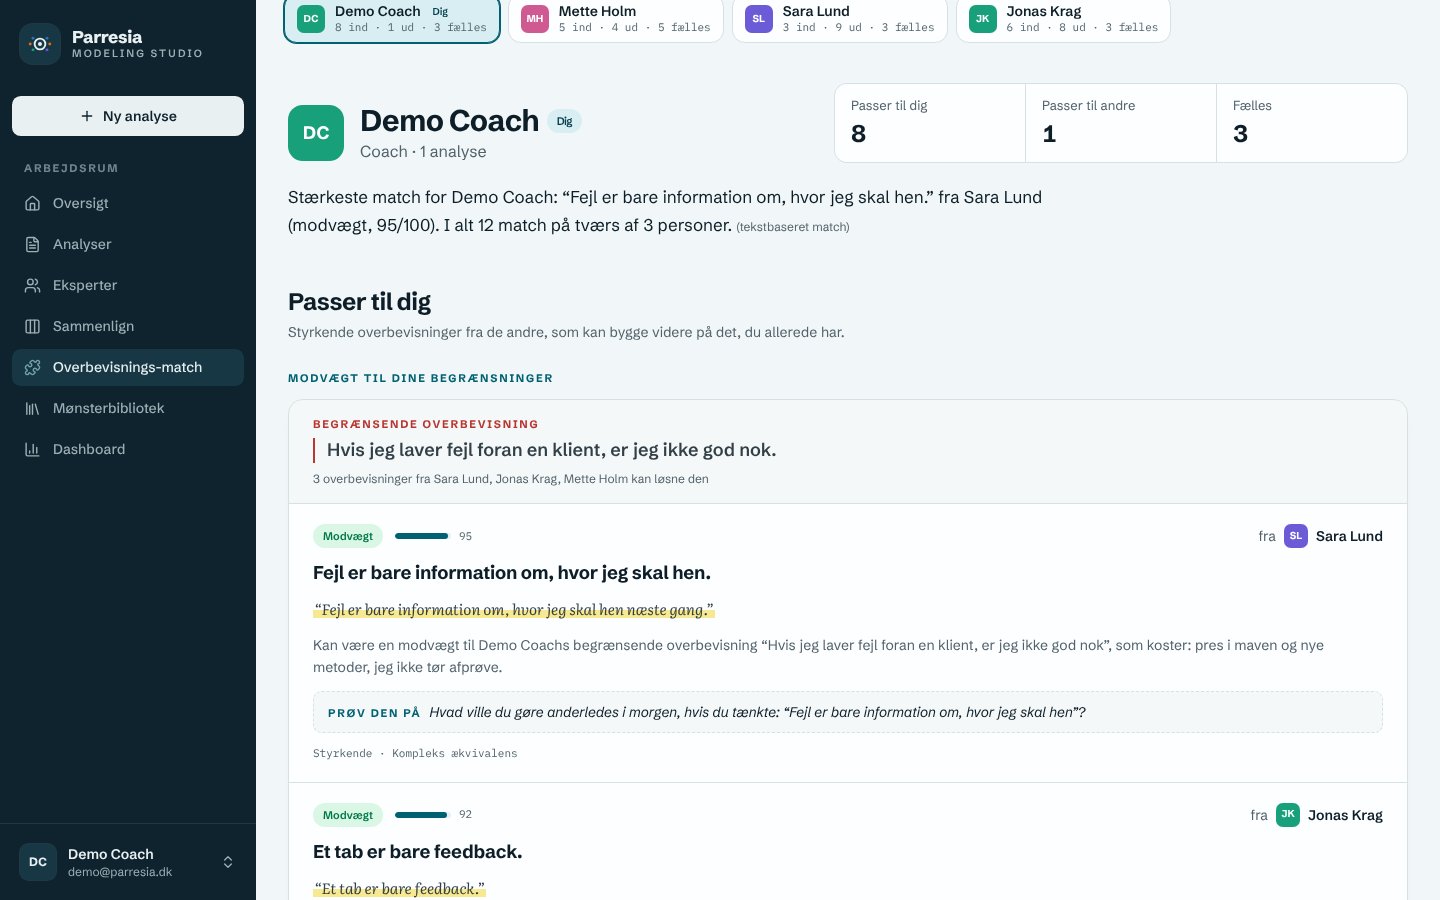 Parresia
MODELING STUDIO
+ Ny analyse
ARBEJDSRUM
Oversigt
Analyser
Eksperter
Sammenlign
Overbevisnings-match
Mønsterbibliotek
Dashboard
DC
Demo Coach
demo@parresia.dk
DC
Demo Coach Dig
8 ind · 1 ud · 3 fælles
MH
Mette Holm
5 ind · 4 ud · 5 fælles
SL
Sara Lund
3 ind · 9 ud · 3 fælles
JK
Jonas Krag
6 ind · 8 ud · 3 fælles
DC
Demo Coach Dig
Coach · 1 analyse
Passer til dig
8
Passer til andre
1
Fælles
3
Stærkeste match for Demo Coach: “Fejl er bare information om, hvor jeg skal hen.” fra Sara Lund
(modvægt, 95/100). I alt 12 match på tværs af 3 personer. (tekstbaseret match)
Passer til dig
Styrkende overbevisninger fra de andre, som kan bygge videre på det, du allerede har.
MODVÆGT TIL DINE BEGRÆNSNINGER
BEGRÆNSENDE OVERBEVISNING
Hvis jeg laver fejl foran en klient, er jeg ikke god nok.
3 overbevisninger fra Sara Lund, Jonas Krag, Mette Holm kan løsne den
Modvægt 95 fra SL Sara Lund
Fejl er bare information om, hvor jeg skal hen.
“Fejl er bare information om, hvor jeg skal hen næste gang.”
Kan være en modvægt til Demo Coachs begrænsende overbevisning “Hvis jeg laver fejl foran en klient, er jeg ikke god nok”, som koster: pres i maven og nye
metoder, jeg ikke tør afprøve.
PRØV DEN PÅ Hvad ville du gøre anderledes i morgen, hvis du tænkte: “Fejl er bare information om, hvor jeg skal hen”?
Styrkende · Kompleks ækvivalens
Modvægt 92 fra JK Jonas Krag
Et tab er bare feedback.
“Et tab er bare feedback.”